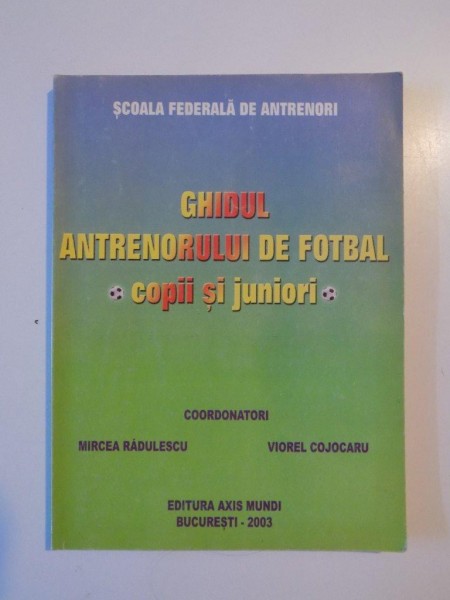 ȘCOALA FEDERALĂ DE ANTRENORI
GHIDUL
ANTRENORULUI DE FOTBAL
copii și juniori
COORDONATORI
MIRCEA RĂDULESCU VIOREL COJOCARU
EDITURA AXIS MUNDI
BUCUREȘTI - 2003